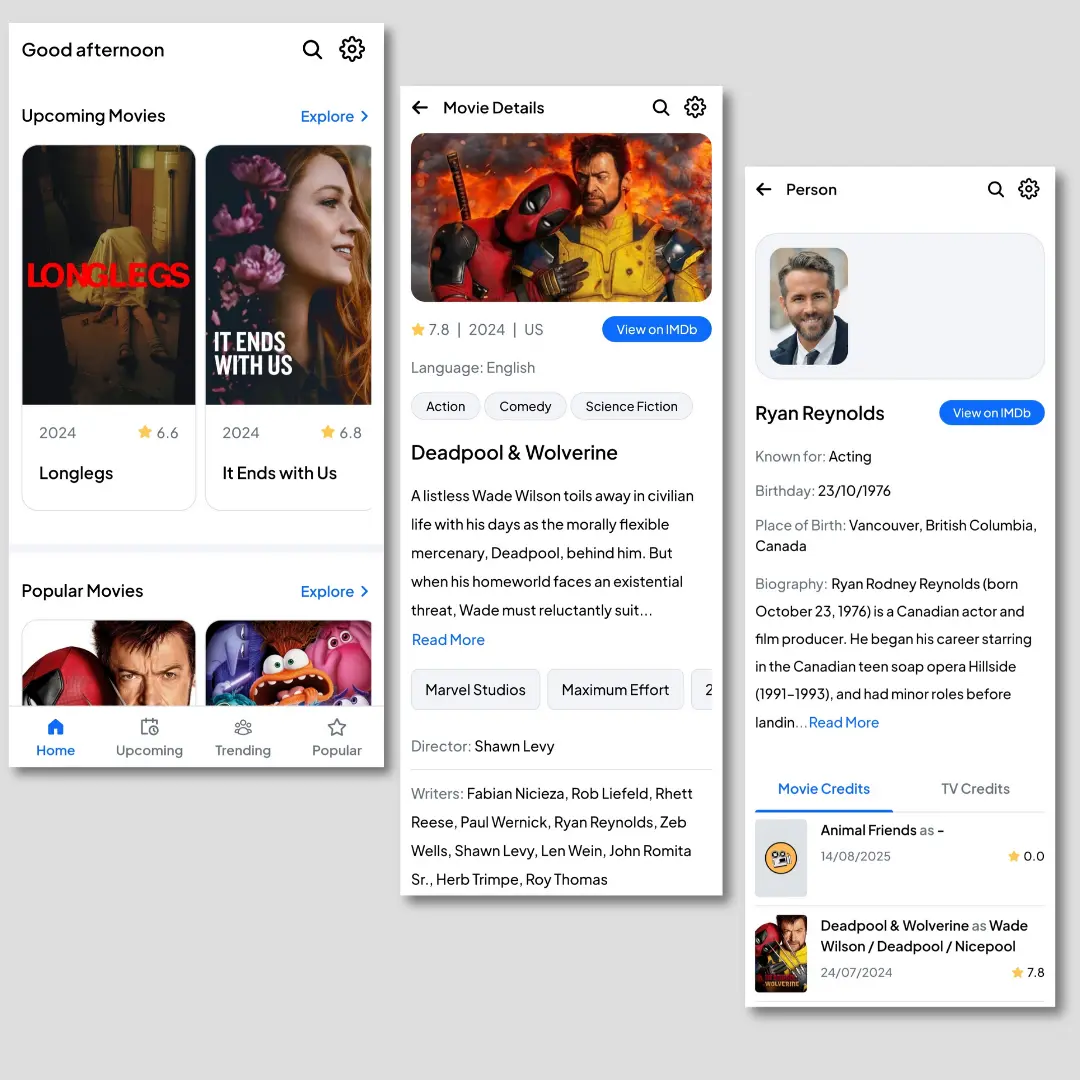 Good afternoon
Upcoming Movies
Explore
LONGLEGS
IT ENDS
WITH US
2024
6.6
Longlegs
2024
6.8
It Ends with Us
Popular Movies
Explore
Home
Upcoming
Trending
Popular
Movie Details
7.8 | 2024 | US
View on IMDb
Language: English
Action
Comedy
Science Fiction
Deadpool & Wolverine
A listless Wade Wilson toils away in civilian
life with his days as the morally flexible
mercenary, Deadpool, behind him. But
when his homeworld faces an existential
threat, Wade must reluctantly suit...
Read More
Marvel Studios
Maximum Effort
2
Director: Shawn Levy
Writers: Fabian Nicieza, Rob Liefeld, Rhett
Reese, Paul Wernick, Ryan Reynolds, Zeb
Wells, Shawn Levy, Len Wein, John Romita
Sr., Herb Trimpe, Roy Thomas
Person
Ryan Reynolds
View on IMDb
Known for: Acting
Birthday: 23/10/1976
Place of Birth: Vancouver, British Columbia,
Canada
Biography: Ryan Rodney Reynolds (born
October 23, 1976) is a Canadian actor and
film producer. He began his career starring
in the Canadian teen soap opera Hillside
(1991–1993), and had minor roles before
landin...Read More
Movie Credits
TV Credits
Animal Friends as -
14/08/2025
0.0
Deadpool & Wolverine as Wade
Wilson / Deadpool / Nicepool
24/07/2024
7.8
WOLVERINE